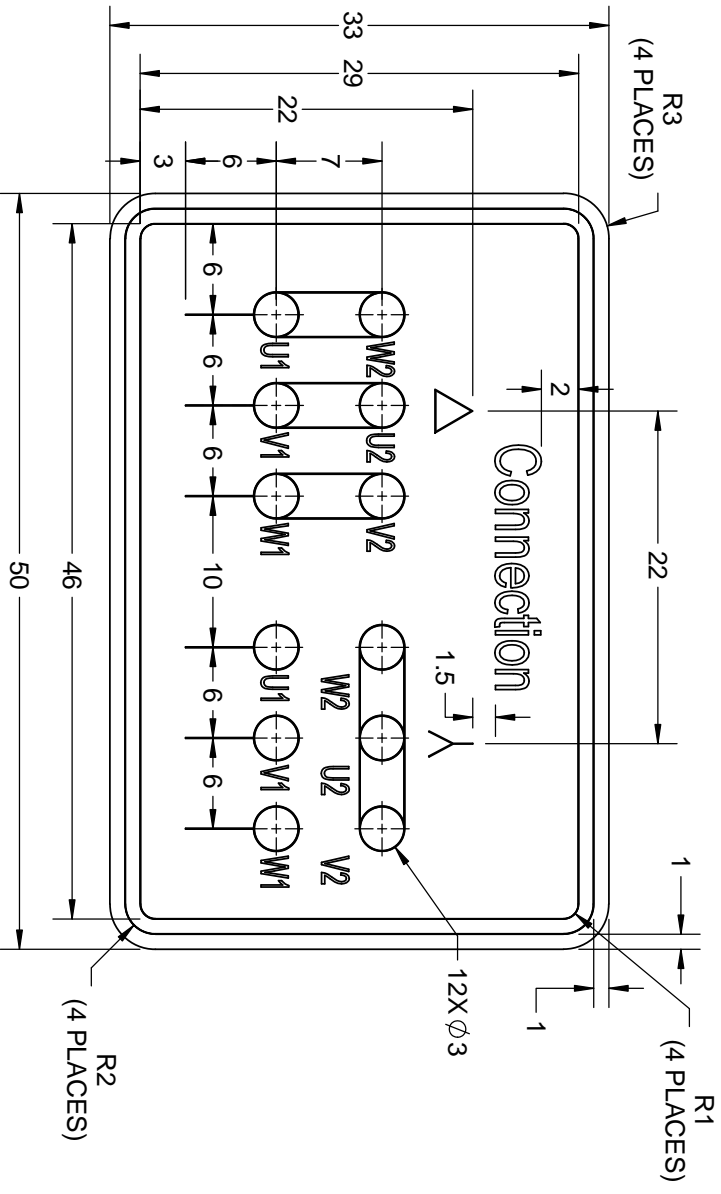 R3
(4 PLACES)
22
1
R1
(4 PLACES)
2
1
Connection
1.5
12X Ø3
33
29
22
W2 U2 V2
7
W2 U2 V2
U1 V1 W1 U1 V1 W1
6
6 6 6 10 6 6
3
R2
(4 PLACES)
46
50